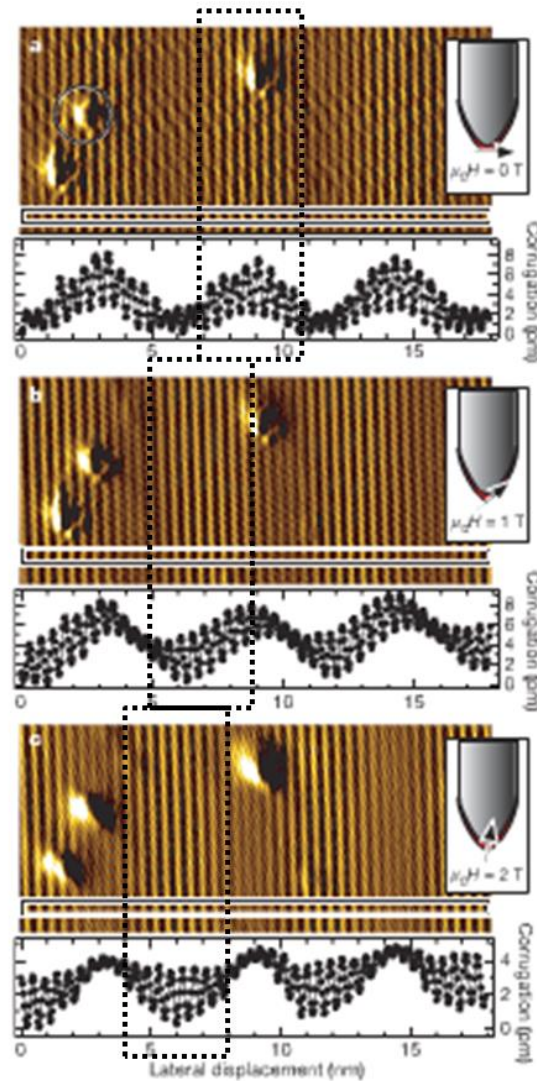 a
μ₀H = 0 T
Corrugation (pm)
8
6
4
2
0
0 5 10 15
b
μ₀H = 1 T
Corrugation (pm)
8
6
4
2
0
0 5 10 15
c
μ₀H = 2 T
Corrugation (pm)
4
2
0
0 5 10 15
Lateral displacement (nm)